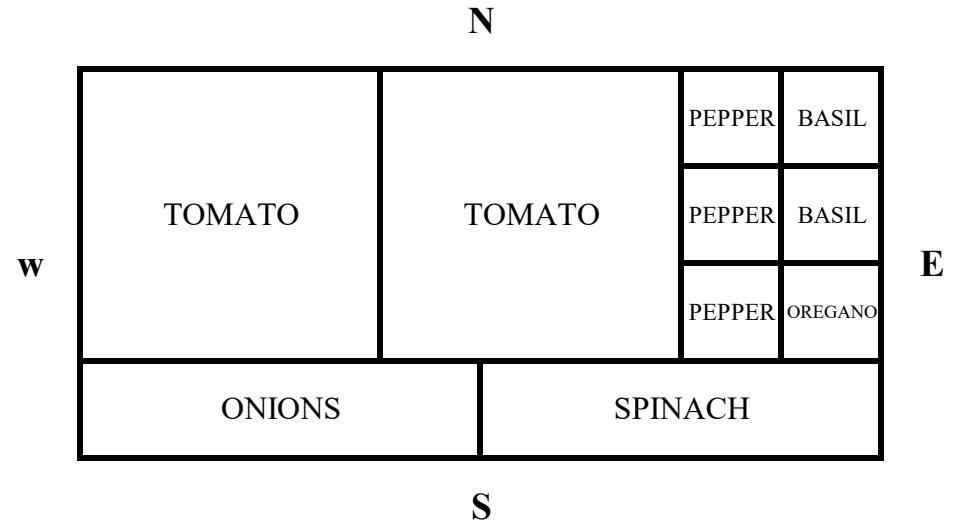 N
PEPPER BASIL
TOMATO TOMATO PEPPER BASIL
w E
PEPPER OREGANO
ONIONS SPINACH
S